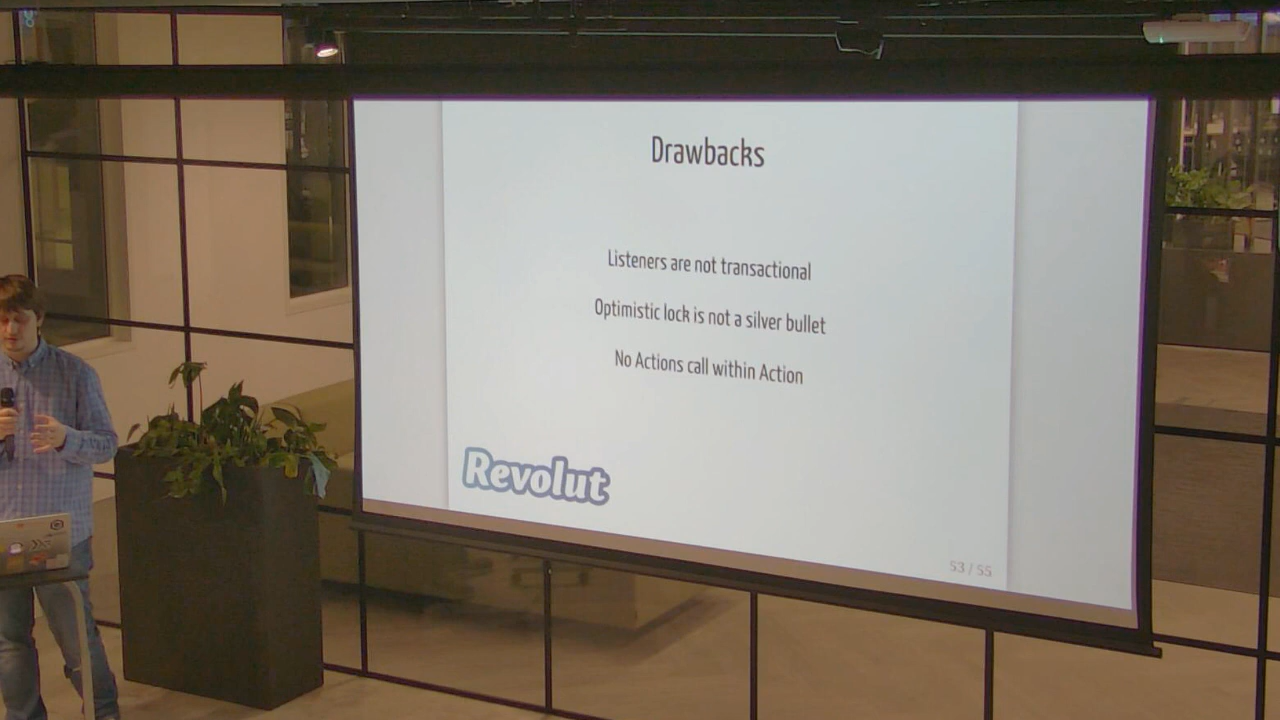 Drawbacks
Listeners are not transactional
Optimistic lock is not a silver bullet
No Actions call within Action
Revolut
53 / 55